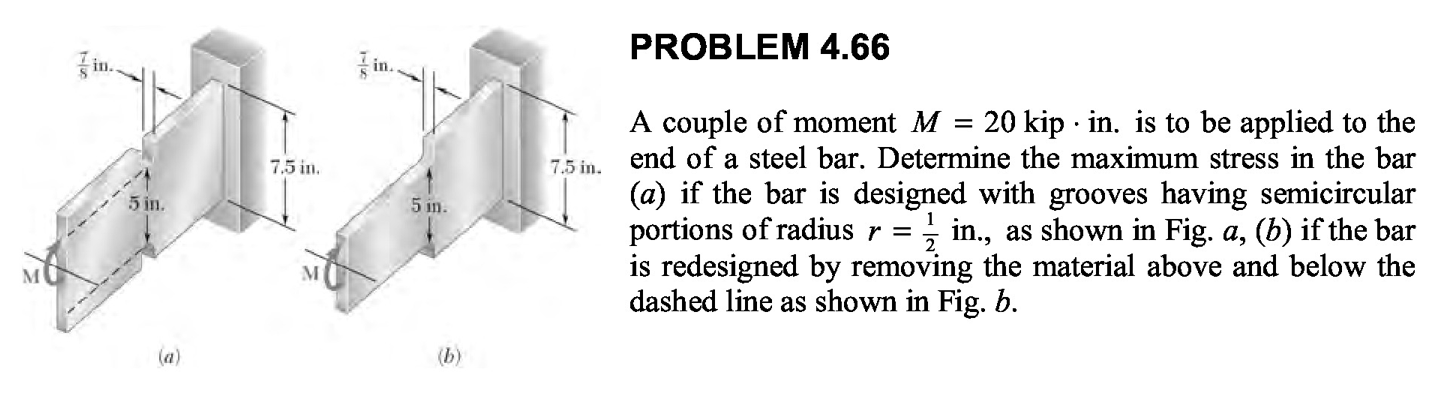 PROBLEM 4.66
7/8 in.
7.5 in.
5 in.
M
(a)
7/8 in.
7.5 in.
5 in.
M
(b)
A couple of moment M = 20 kip · in. is to be applied to the
end of a steel bar. Determine the maximum stress in the bar
(a) if the bar is designed with grooves having semicircular
portions of radius r = 1/2 in., as shown in Fig. a, (b) if the bar
is redesigned by removing the material above and below the
dashed line as shown in Fig. b.